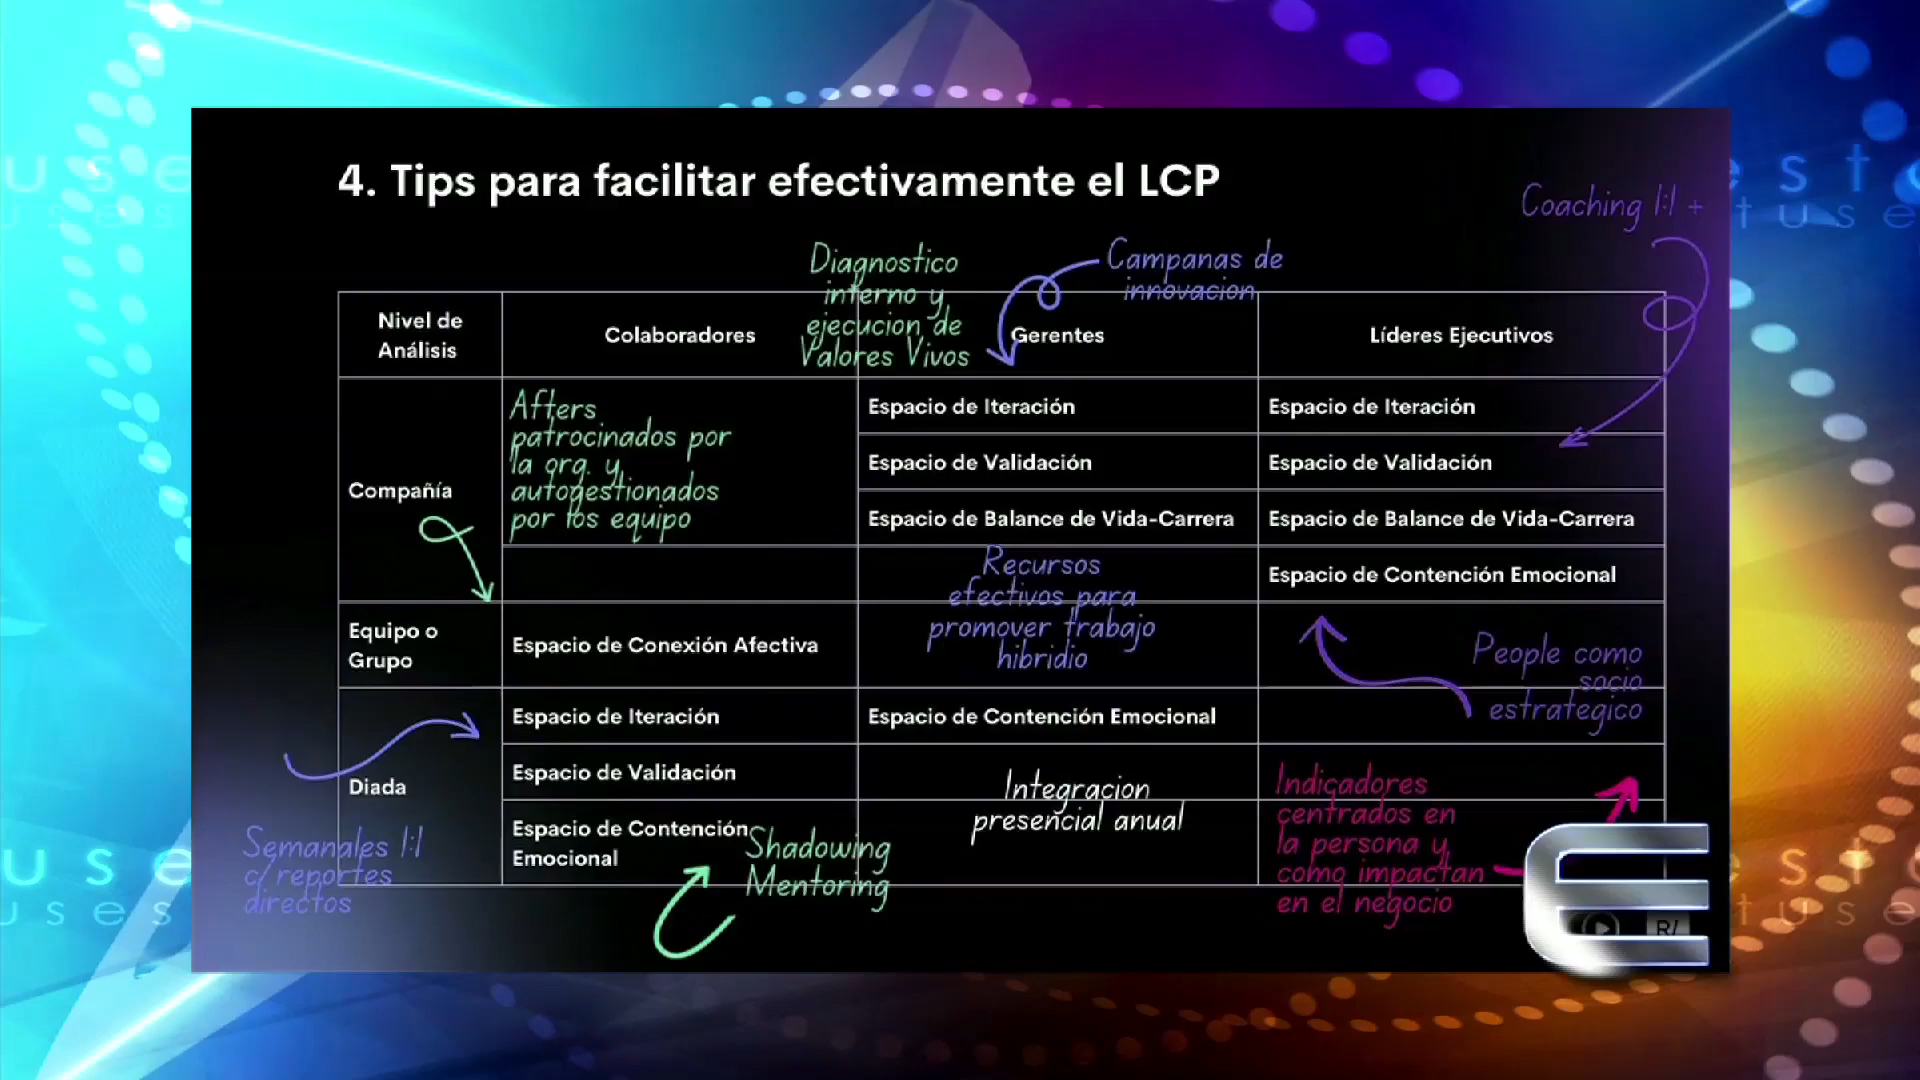 4. Tips para facilitar efectivamente el LCP
Coaching 1:1 +
Diagnostico
interno y
ejecucion de
Valores Vivos
Campanas de
innovacion
Nivel de
Análisis
Colaboradores
Gerentes
Líderes Ejecutivos
Compañía
Afters
patrocinados por
la org. y
autogestionados
por los equipo
Espacio de Iteración
Espacio de Iteración
Espacio de Validación
Espacio de Validación
Espacio de Balance de Vida-Carrera
Espacio de Balance de Vida-Carrera
Espacio de Contención Emocional
Recursos
efectivos para
promover trabajo
hibridio
Equipo o
Grupo
Espacio de Conexión Afectiva
People como
socio
estrategico
Diada
Espacio de Iteración
Espacio de Contención Emocional
Espacio de Validación
Integracion
presencial anual
Espacio de Contención
Emocional
Indicadores
centrados en
la persona y
como impactan
en el negocio
Semanales 1:1
c/ reportes
directos
Shadowing
Mentoring
R/